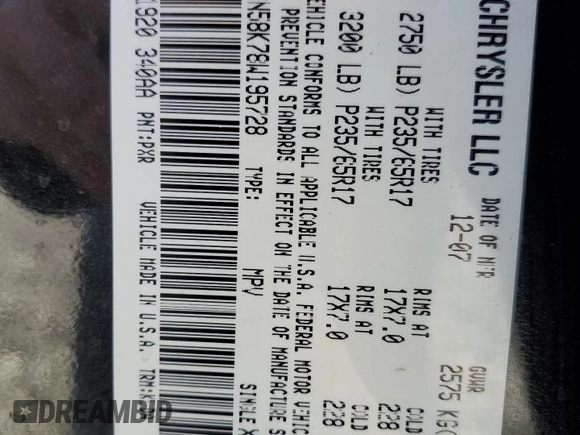 CHRYSLER LLC DATE OF MFR GVWR
12-07 2575 KG(
WITH TIRES RIMS AT COLD
2750 LB) P235/65R17 17X7.0 228
WITH TIRES RIMS AT COLD
3200 LB) P235/65R17 17X7.0 228
VEHICLE CONFORMS TO ALL APPLICABLE U.S.A. FEDERAL MOTOR VEHIC
PREVENTION STANDARDS IN EFFECT ON THE DATE OF MANUFACTURE S
N58K78W195728 TYPE: MPV SINGLE X
1920 340AA PNT:PXR VEHICLE MADE IN U.S.A.
DREAMBID